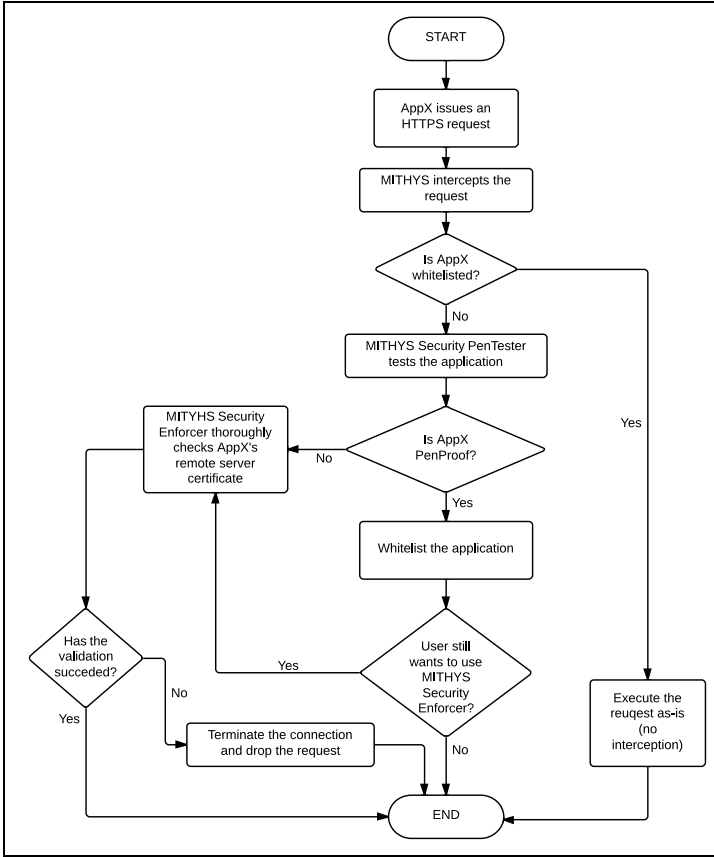 START
AppX issues an
HTTPS request
MITHYS intercepts the
request
Is AppX
whitelisted?
No
MITHYS Security PenTester
tests the application
Yes
MITYHS Security
Enforcer thoroughly
checks AppX's
remote server
certificate
No
Is AppX
PenProof?
Yes
Whitelist the application
Has the
validation
succeded?
Yes
User still
wants to use
MITHYS
Security
Enforcer?
No
Yes
Terminate the connection
and drop the request
No
Execute the
reuqest as-is
(no
interception)
END